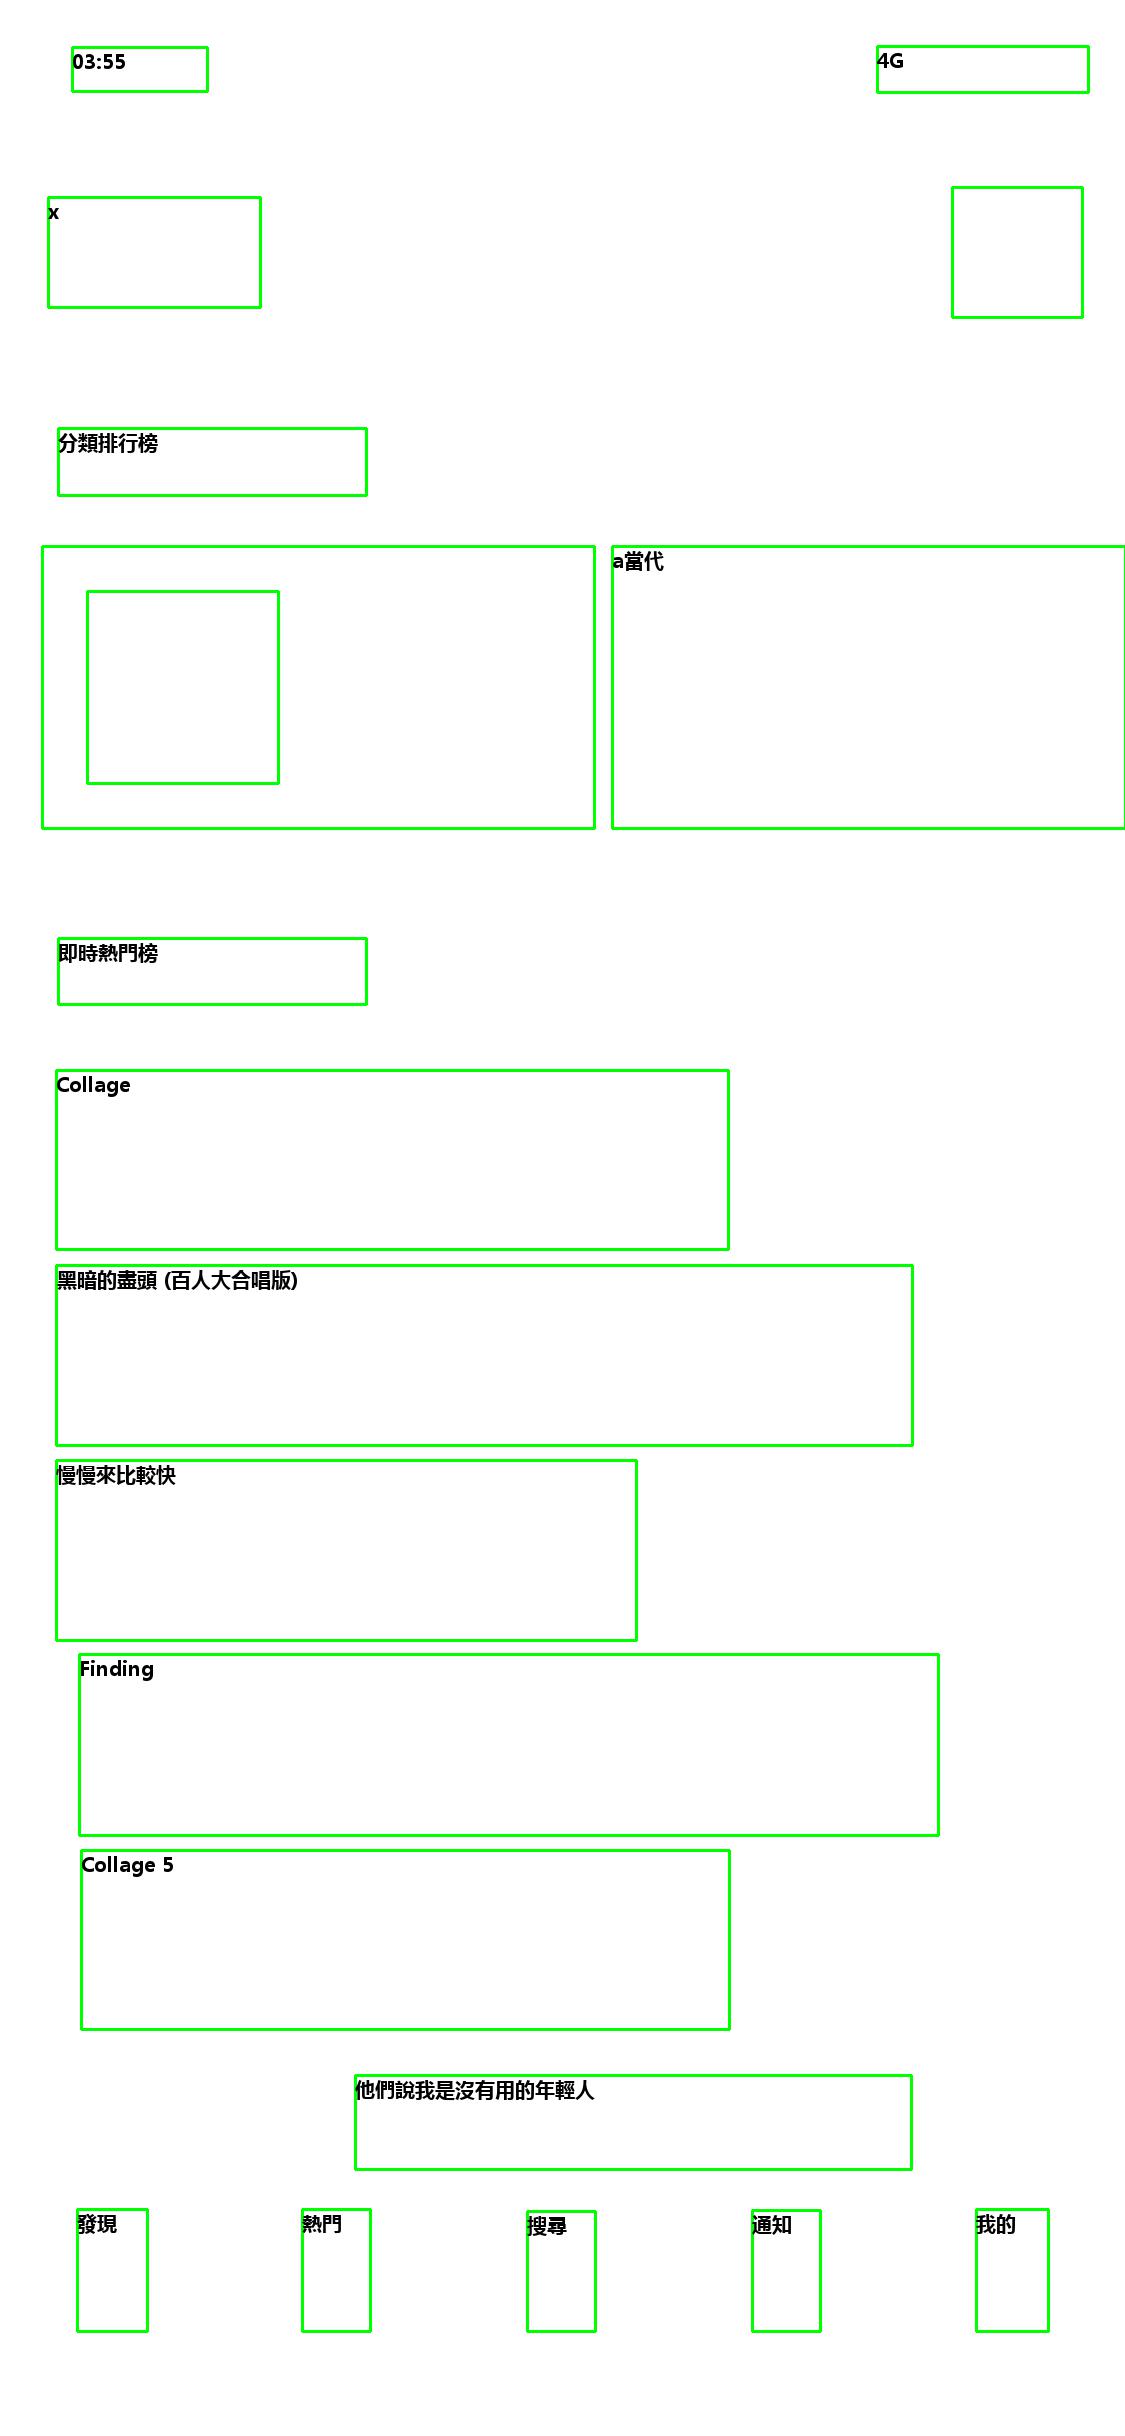 03:55
4G
x
分類排行榜
a當代
即時熱門榜
Collage
黑暗的盡頭 (百人大合唱版)
慢慢來比較快
Finding
Collage 5
他們說我是沒有用的年輕人
發現
熱門
搜尋
通知
我的